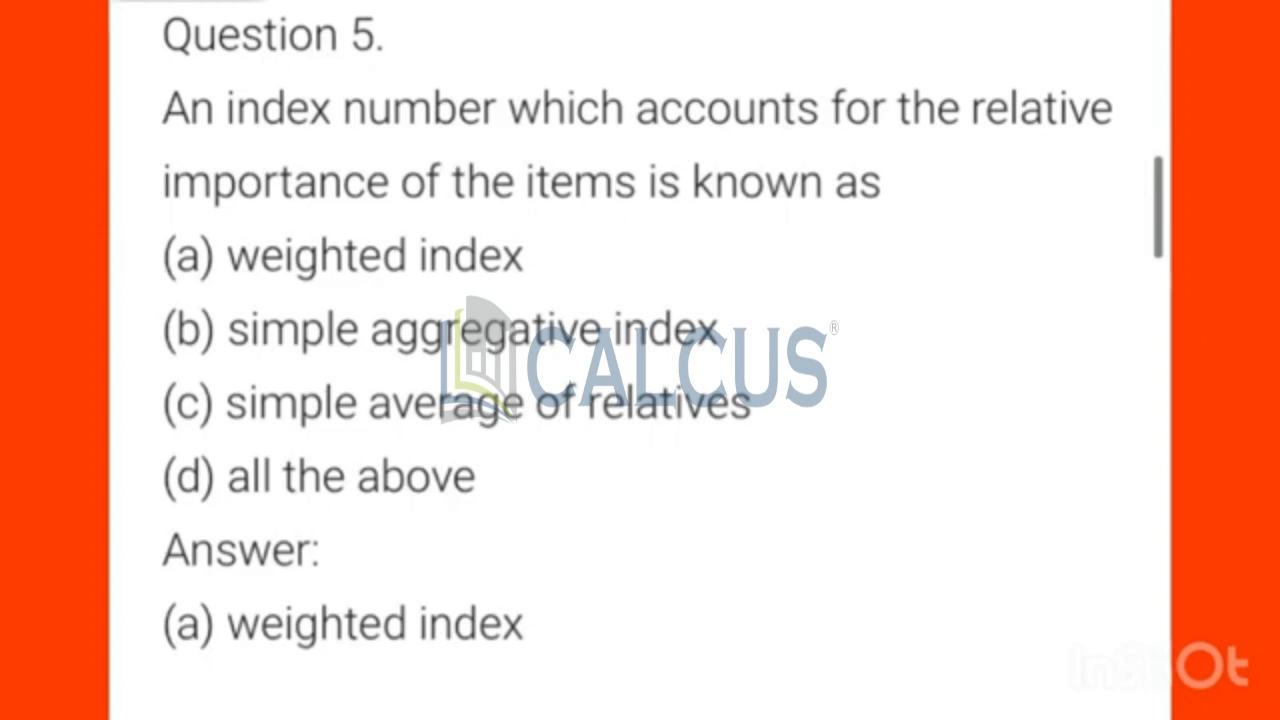 Question 5.
An index number which accounts for the relative
importance of the items is known as
(a) weighted index
(b) simple aggregative index
CALCUS®
(c) simple average of relatives
(d) all the above
Answer:
(a) weighted index
InShOt